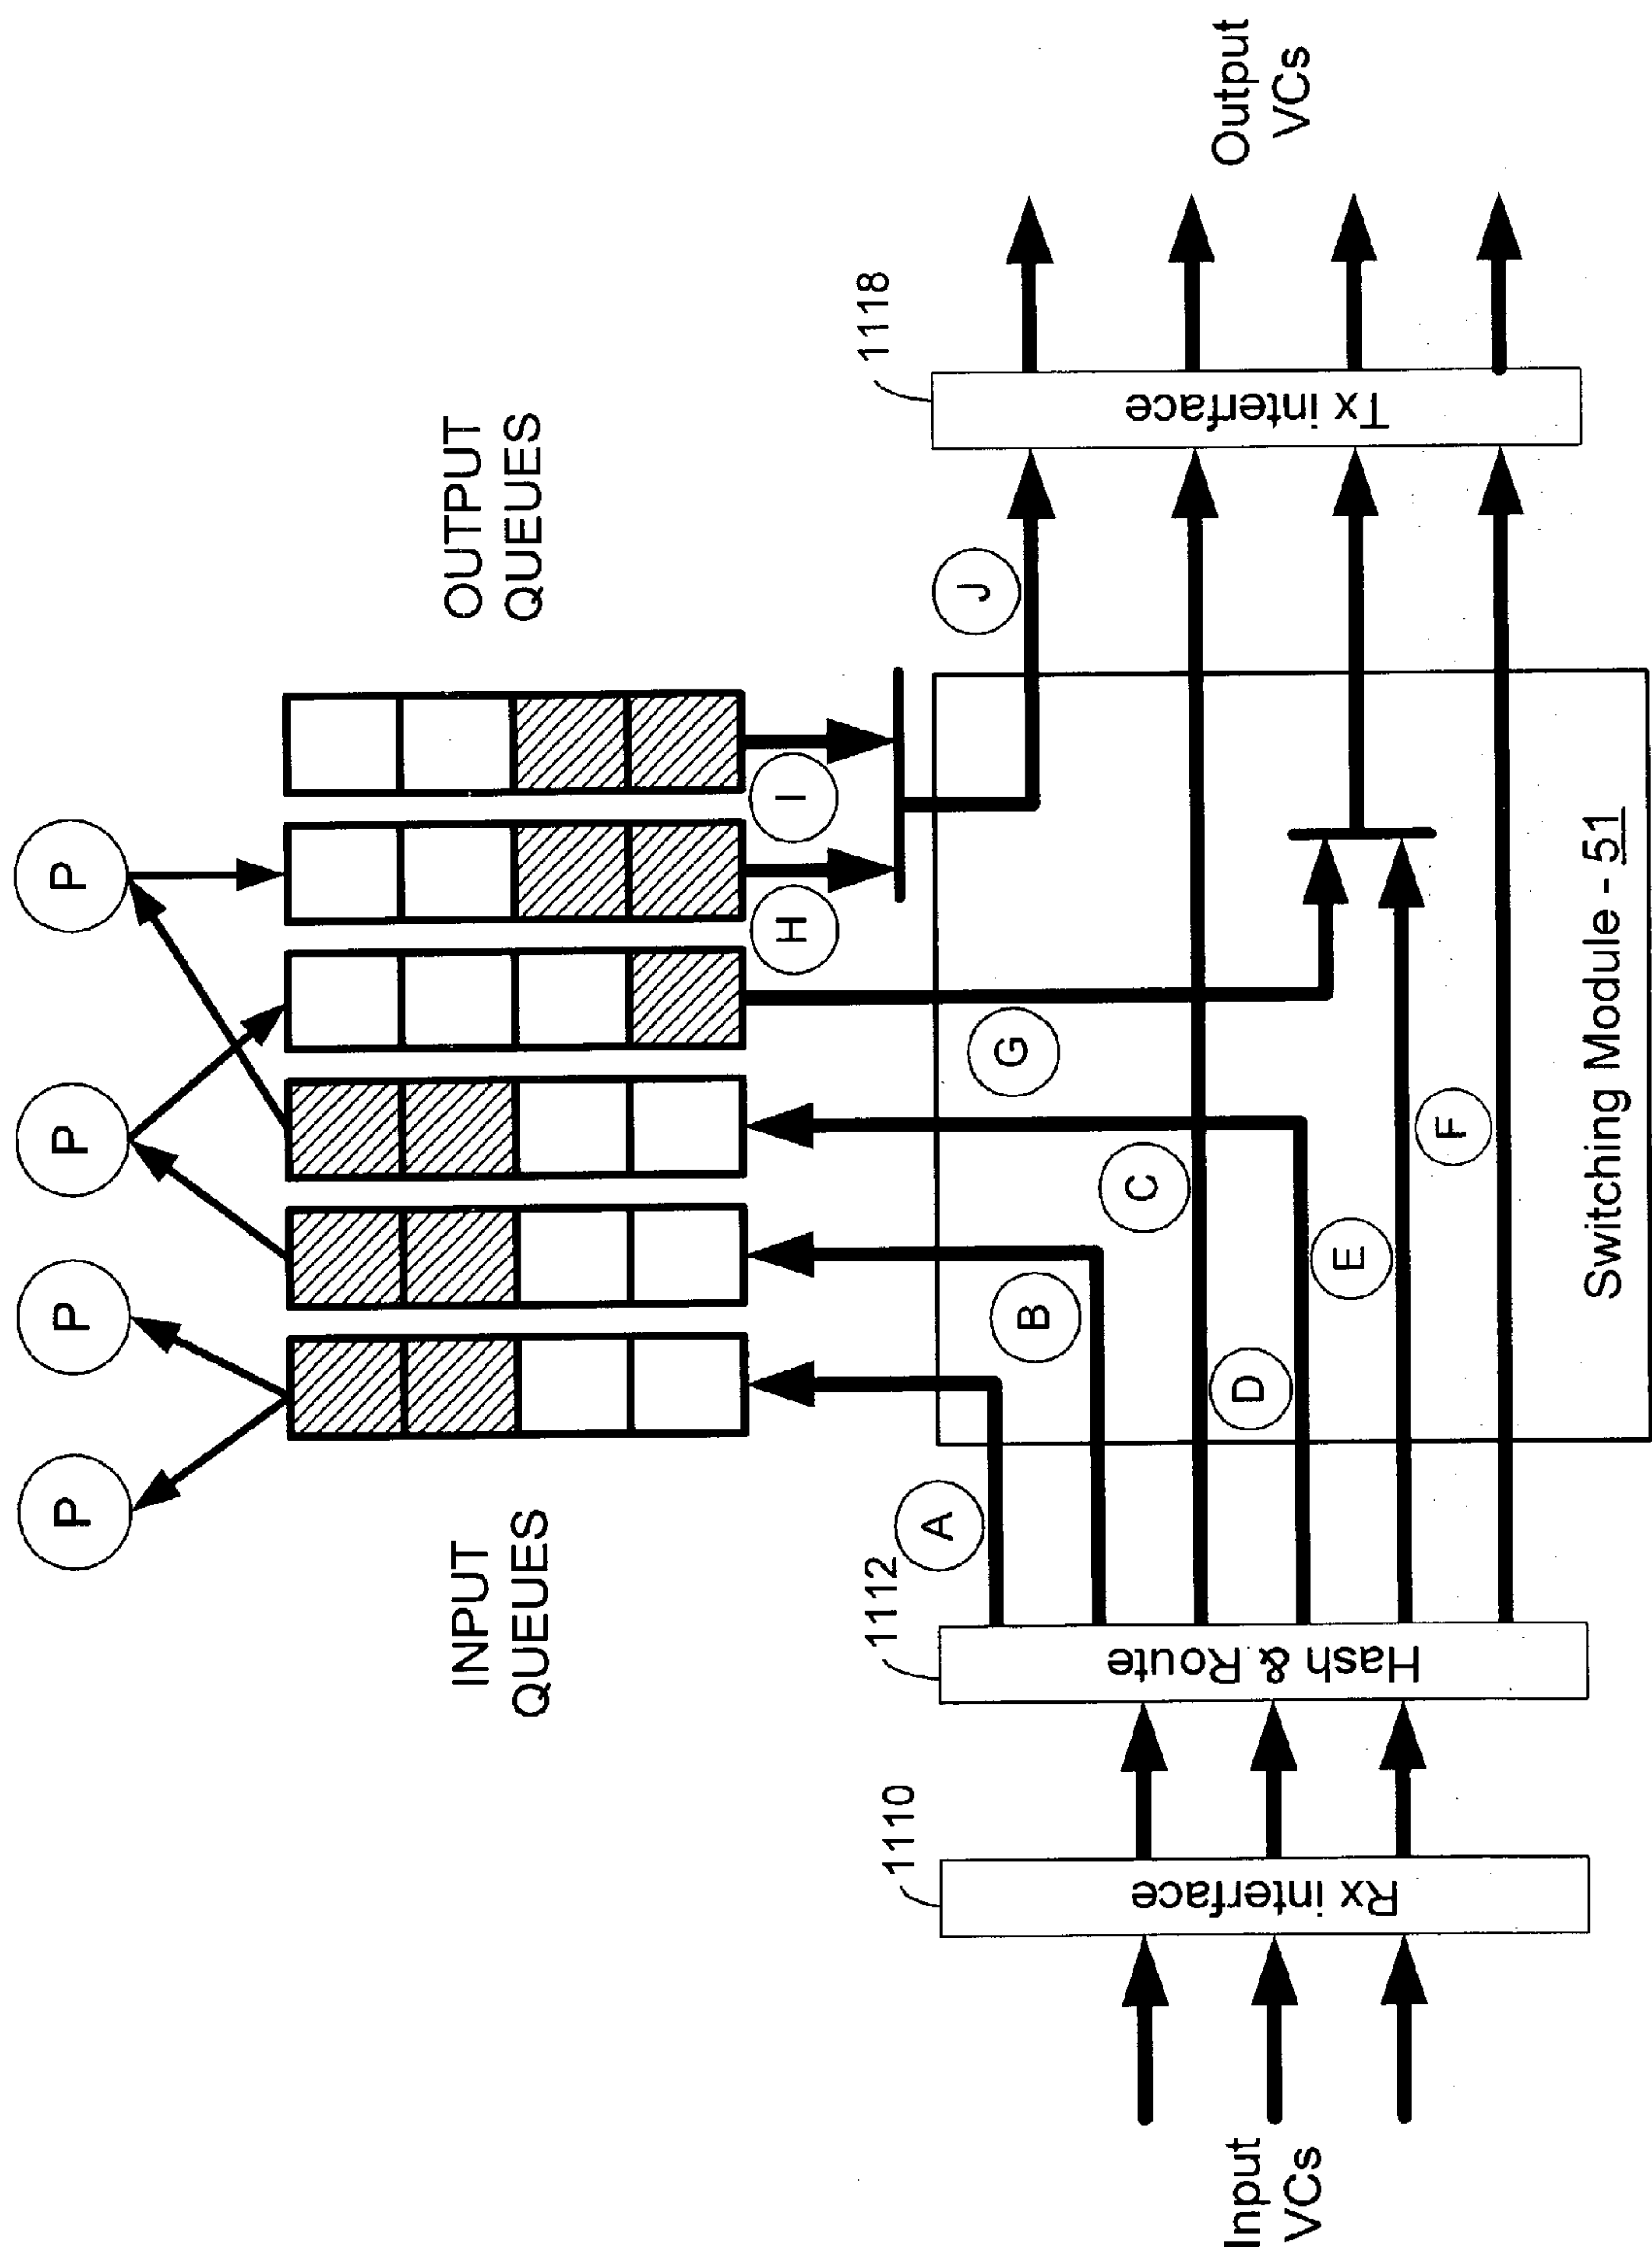 P
P
P
P
INPUT
QUEUES
OUTPUT
QUEUES
H
I
A
B
C
D
E
F
G
J
Input
VCs
1110
Rx interface
1112
Hash & Route
Switching Module - 51
1118
Tx interface
Output
VCs